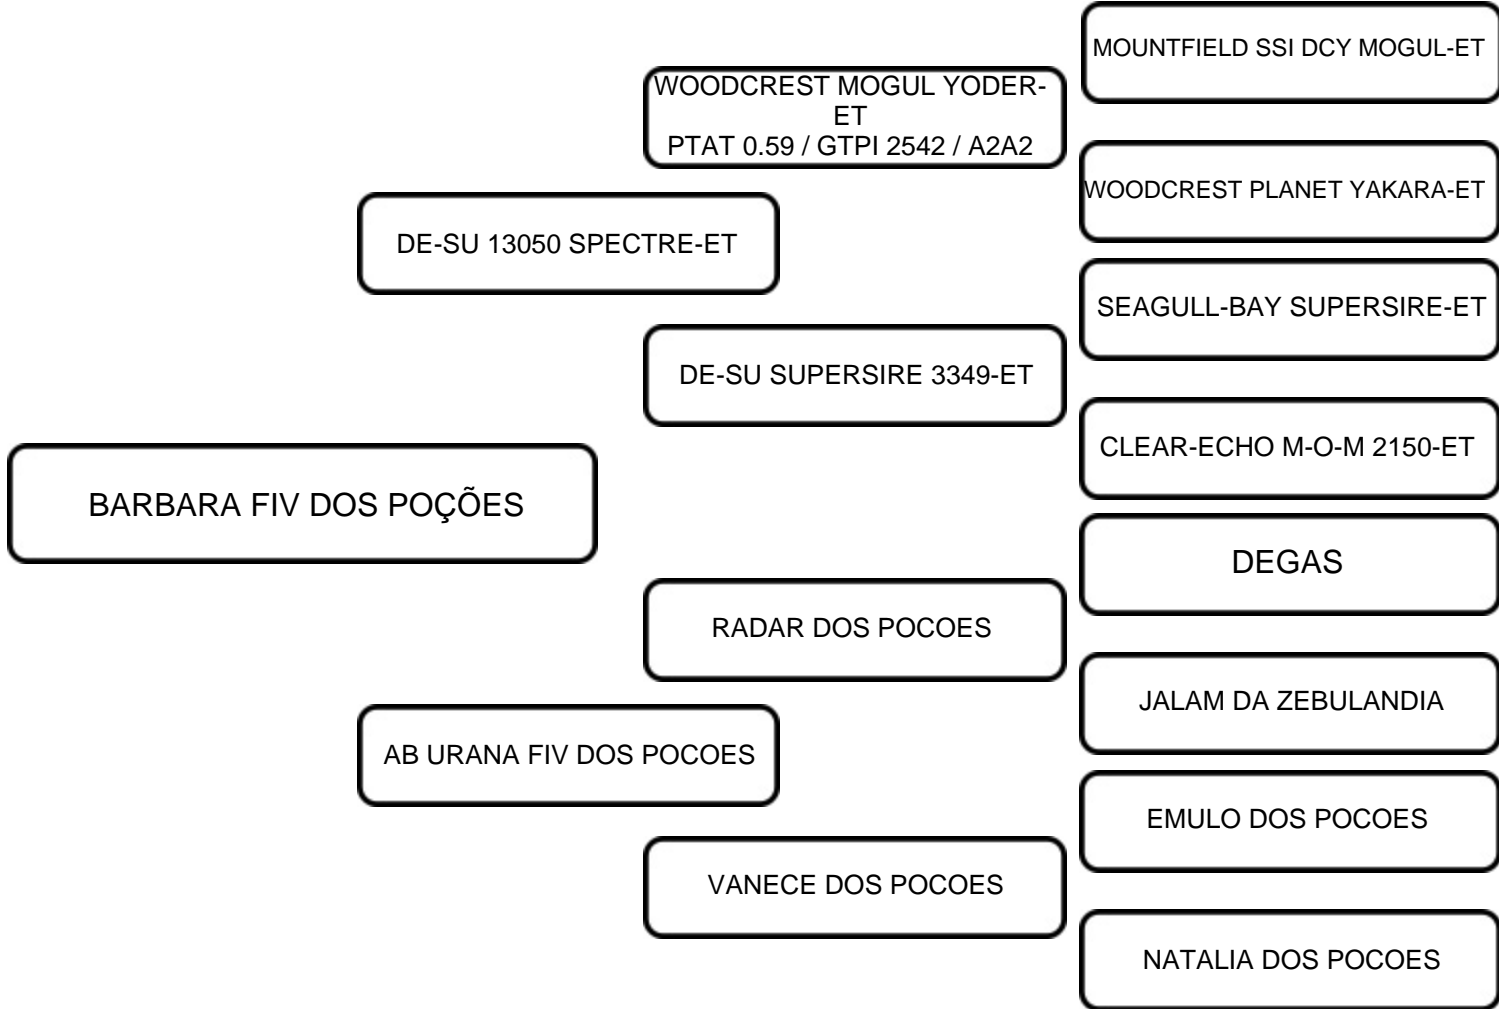 MOUNTFIELD SSI DCY MOGUL-ET
WOODCREST MOGUL YODER-
ET
PTAT 0.59 / GTPI 2542 / A2A2
WOODCREST PLANET YAKARA-ET
DE-SU 13050 SPECTRE-ET
SEAGULL-BAY SUPERSIRE-ET
DE-SU SUPERSIRE 3349-ET
CLEAR-ECHO M-O-M 2150-ET
BARBARA FIV DOS POÇÕES
DEGAS
RADAR DOS POCOES
JALAM DA ZEBULANDIA
AB URANA FIV DOS POCOES
EMULO DOS POCOES
VANECE DOS POCOES
NATALIA DOS POCOES